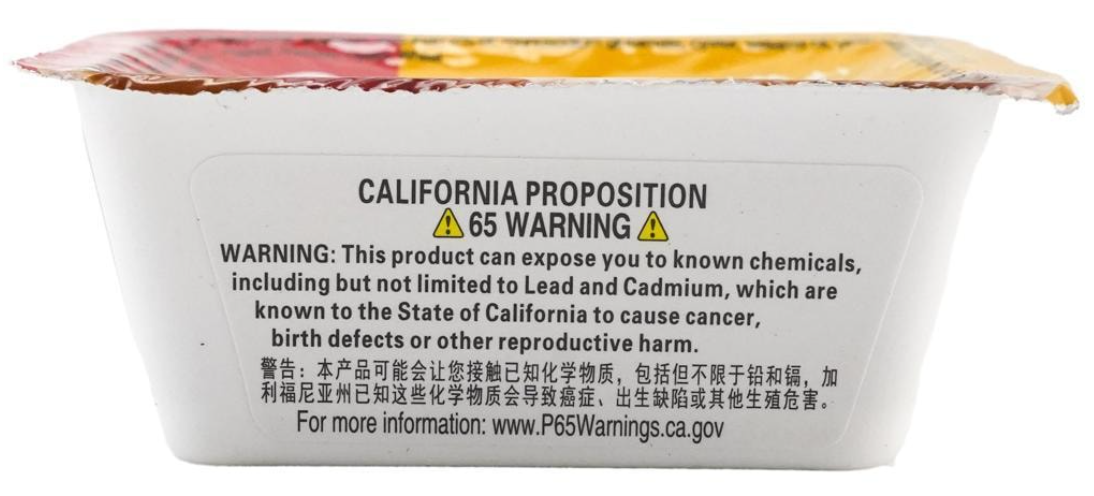 CALIFORNIA PROPOSITION
65 WARNING
WARNING: This product can expose you to known chemicals,
including but not limited to Lead and Cadmium, which are
known to the State of California to cause cancer,
birth defects or other reproductive harm.
警告：本产品可能会让您接触已知化学物质，包括但不限于铅和镉，加
利福尼亚州已知这些化学物质会导致癌症、出生缺陷或其他生殖危害。
For more information: www.P65Warnings.ca.gov